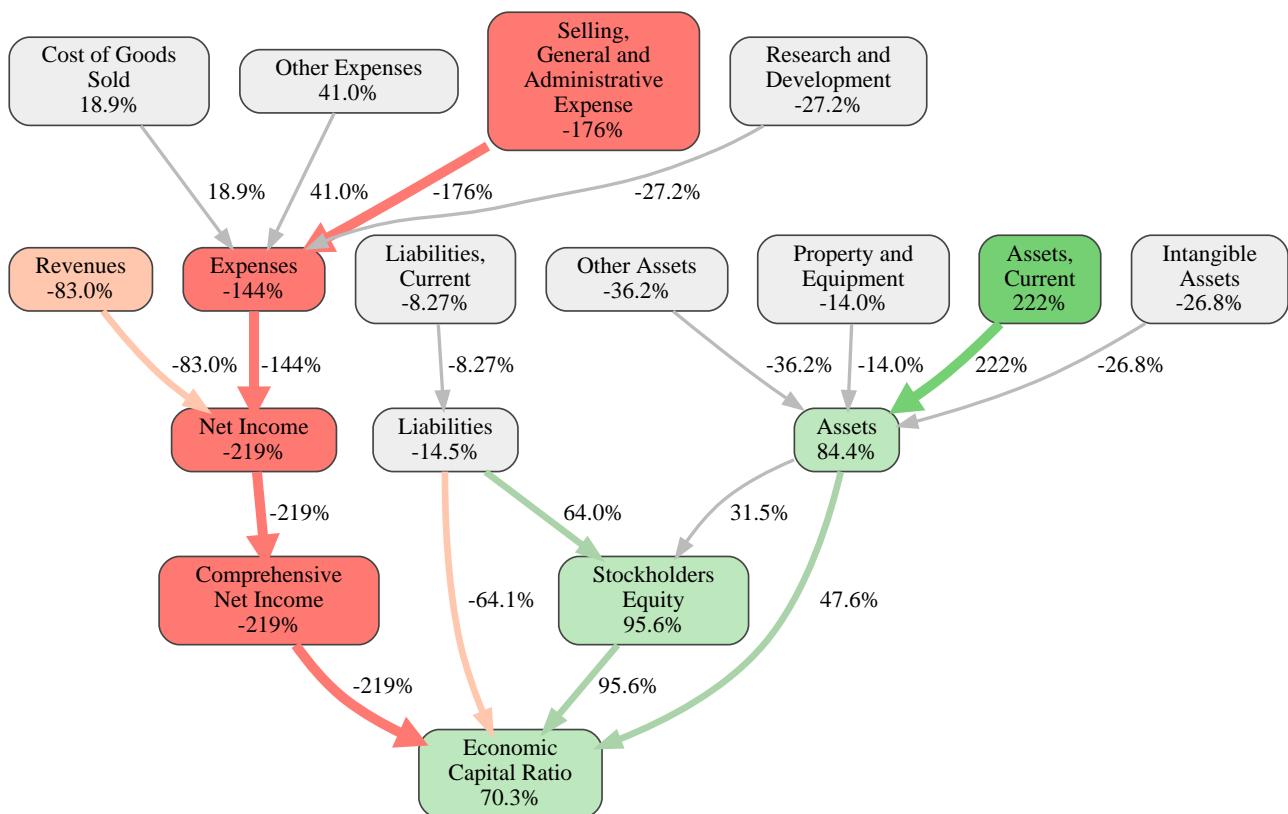 Cost of Goods
Sold
18.9%
Other Expenses
41.0%
Selling,
General and
Administrative
Expense
-176%
Research and
Development
-27.2%
18.9%
41.0%
-176%
-27.2%
Revenues
-83.0%
Expenses
-144%
Liabilities,
Current
-8.27%
Other Assets
-36.2%
Property and
Equipment
-14.0%
Assets,
Current
222%
Intangible
Assets
-26.8%
-83.0%
-144%
-8.27%
-36.2%
-14.0%
222%
-26.8%
Net Income
-219%
Liabilities
-14.5%
Assets
84.4%
-219%
64.0%
31.5%
Comprehensive
Net Income
-219%
-64.1%
Stockholders
Equity
95.6%
47.6%
-219%
95.6%
Economic
Capital Ratio
70.3%